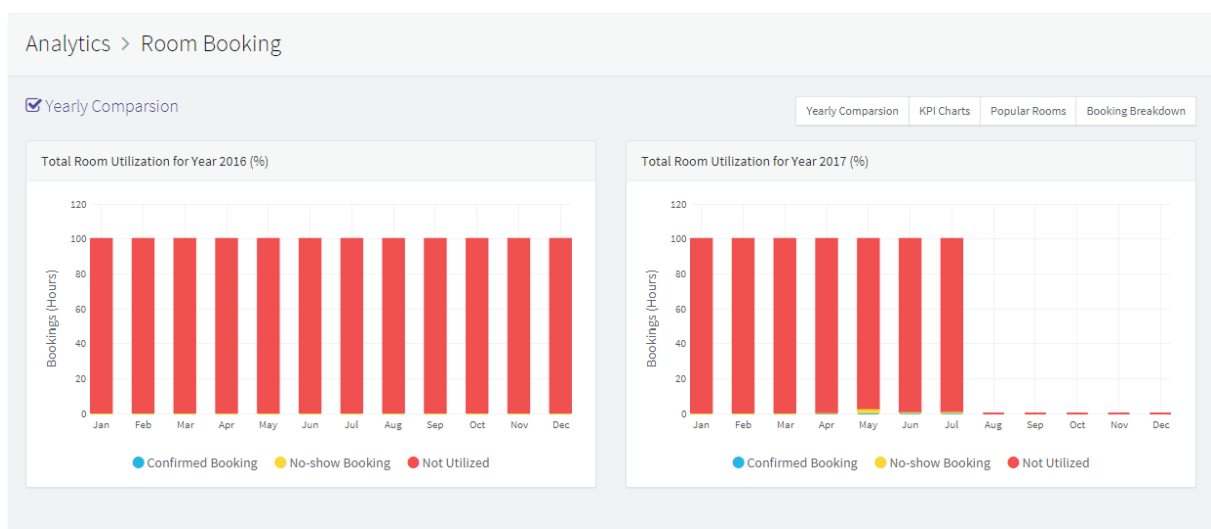 Analytics > Room Booking
Yearly Comparsion
Yearly Comparsion KPI Charts Popular Rooms Booking Breakdown
Total Room Utilization for Year 2016 (%)
120
100
80
60
40
20
0
Bookings (Hours)
Jan Feb Mar Apr May Jun Jul Aug Sep Oct Nov Dec
Confirmed Booking No-show Booking Not Utilized
Total Room Utilization for Year 2017 (%)
120
100
80
60
40
20
0
Bookings (Hours)
Jan Feb Mar Apr May Jun Jul Aug Sep Oct Nov Dec
Confirmed Booking No-show Booking Not Utilized